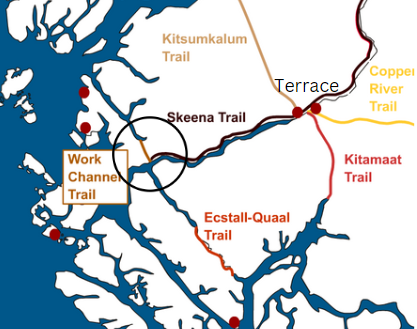 Kitsumkalum
Trail
Terrace
Copper
River
Trail
Skeena Trail
Work
Channel
Trail
Kitamaat
Trail
Ecstall-Quaal
Trail